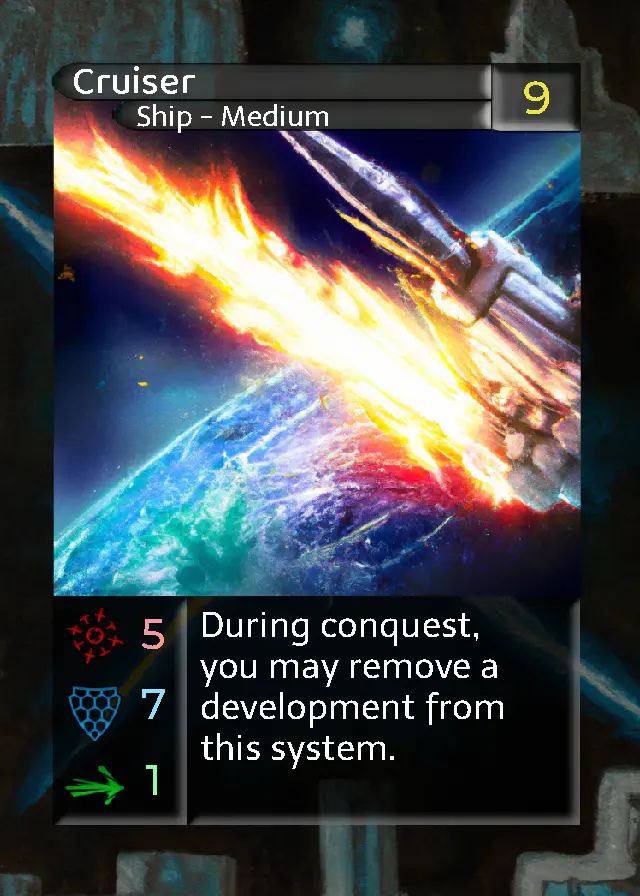 Cruiser
9
Ship – Medium
5
7
1
During conquest,
you may remove a
development from
this system.